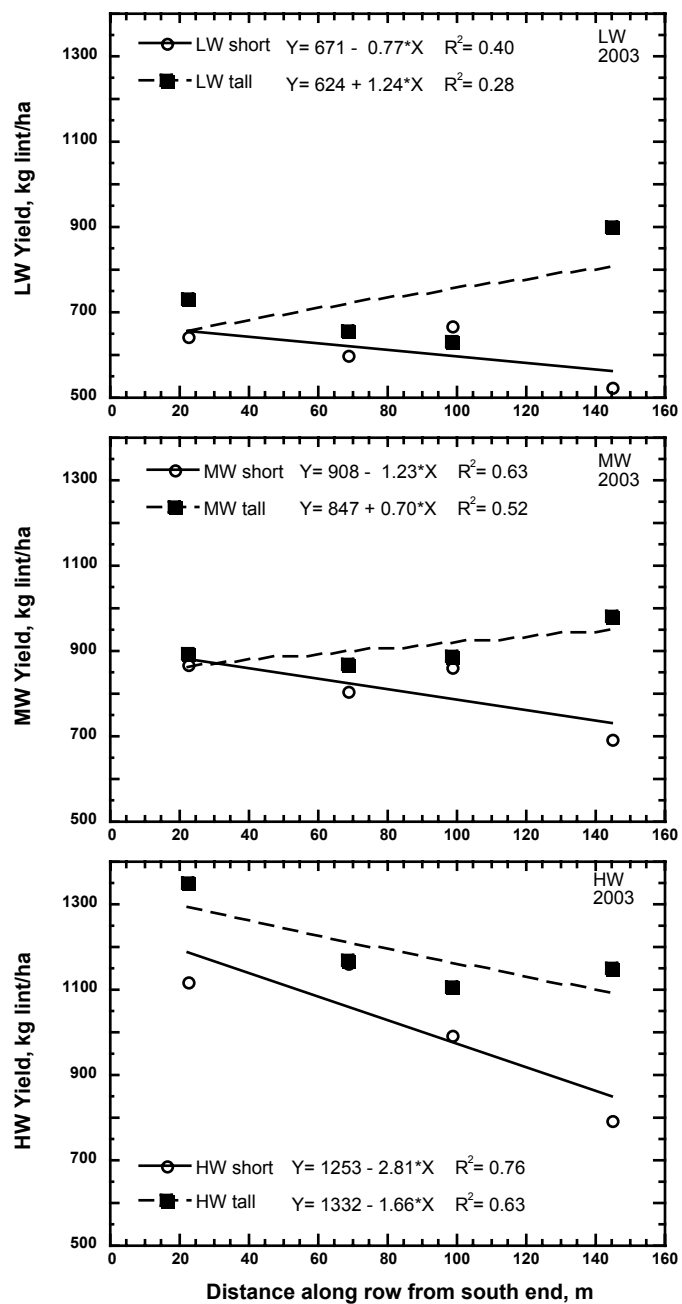 1300
1100
900
700
500
LW Yield, kg lint/ha
LW short Y= 671 - 0.77*X R2= 0.40
LW tall Y= 624 + 1.24*X R2= 0.28
LW
2003
0 20 40 60 80 100 120 140 160
1300
1100
900
700
500
MW Yield, kg lint/ha
MW short Y= 908 - 1.23*X R2= 0.63
MW tall Y= 847 + 0.70*X R2= 0.52
MW
2003
0 20 40 60 80 100 120 140 160
1300
1100
900
700
500
HW Yield, kg lint/ha
HW
2003
HW short Y= 1253 - 2.81*X R2= 0.76
HW tall Y= 1332 - 1.66*X R2= 0.63
0 20 40 60 80 100 120 140 160
Distance along row from south end, m